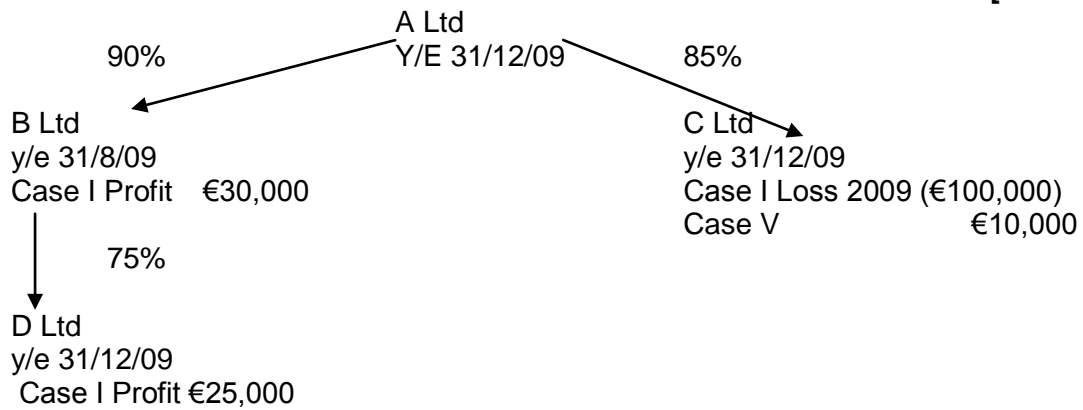 [
A Ltd
90% Y/E 31/12/09 85%
B Ltd C Ltd
y/e 31/8/09 y/e 31/12/09
Case I Profit €30,000 Case I Loss 2009 (€100,000)
Case V €10,000
75%
D Ltd
y/e 31/12/09
Case I Profit €25,000